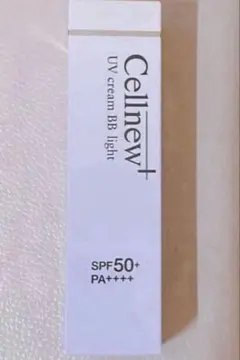 Cellnew+
UV cream BB light
SPF50+
PA++++